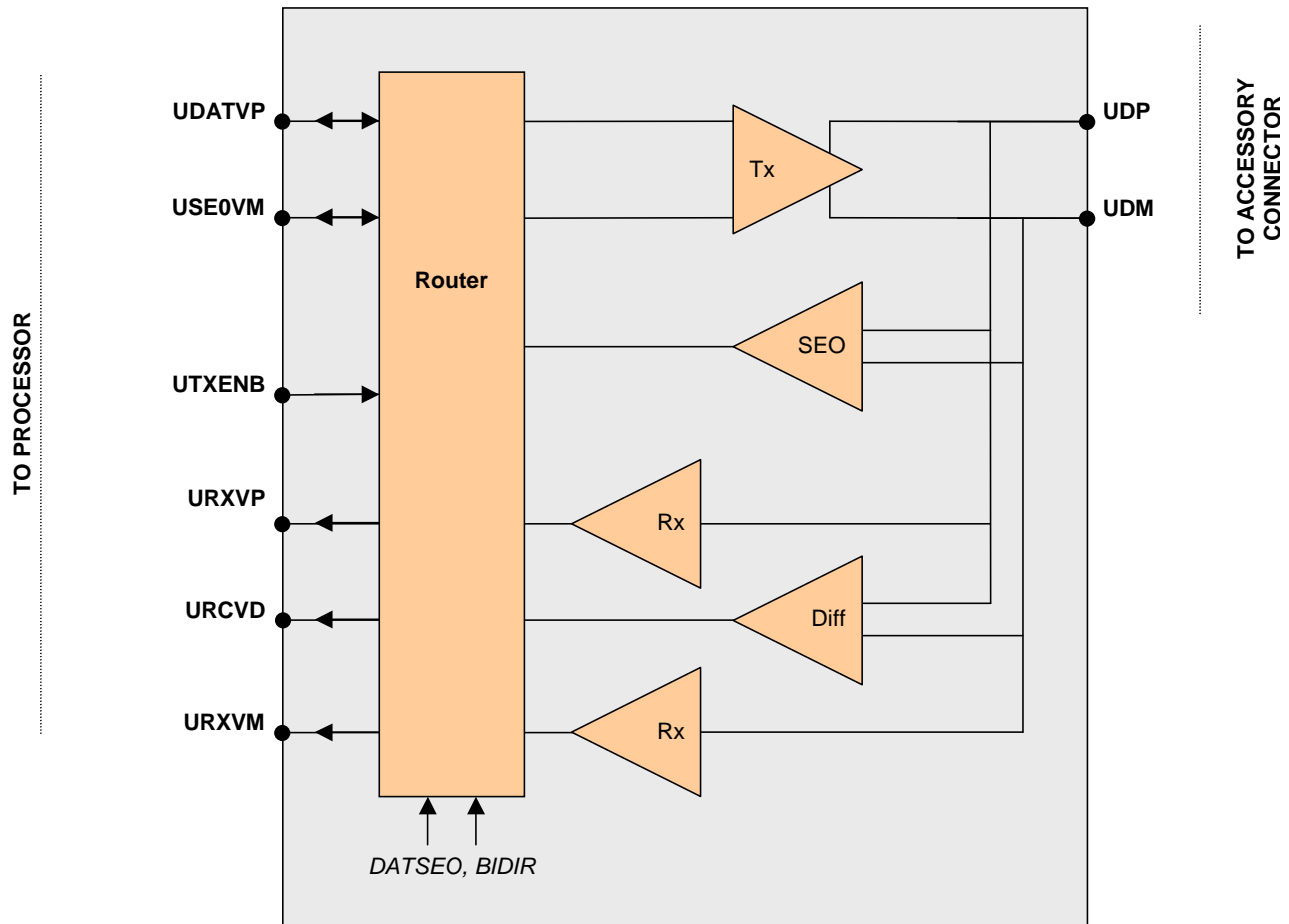 UDATVP
USE0VM
UTXENB
URXVP
URCVD
URXVM
TO PROCESSOR
Router
Tx
SEO
Rx
Diff
Rx
DATSEO, BIDIR
UDP
UDM
TO ACCESSORY
CONNECTOR